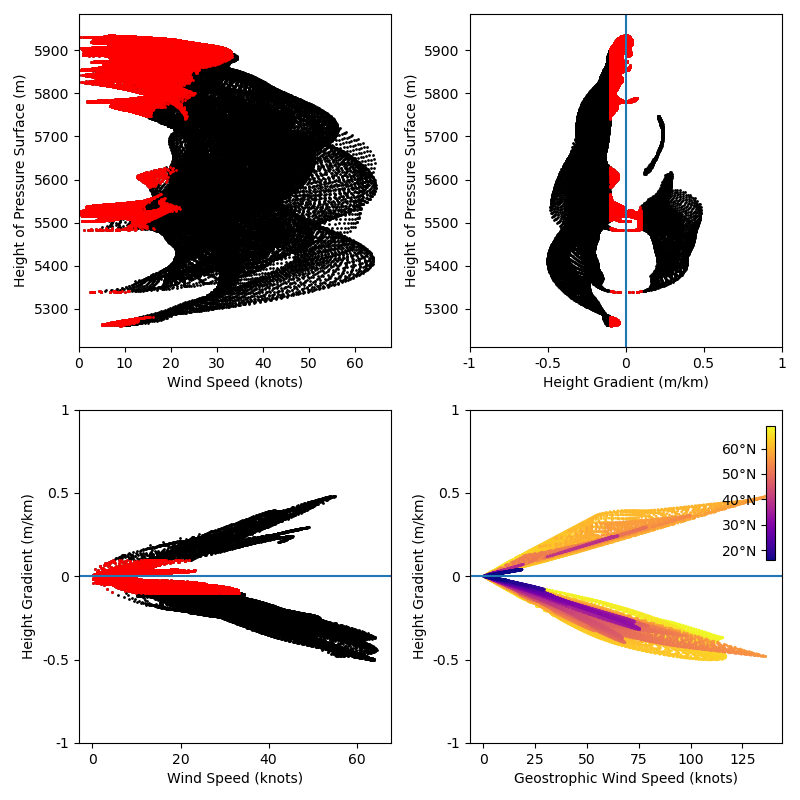 Height of Pressure Surface (m)
5900
5800
5700
5600
5500
5400
5300
0 10 20 30 40 50 60
Wind Speed (knots)
Height of Pressure Surface (m)
5900
5800
5700
5600
5500
5400
5300
-1 -0.5 0 0.5 1
Height Gradient (m/km)
Height Gradient (m/km)
1
0.5
0
-0.5
-1
0 20 40 60
Wind Speed (knots)
Height Gradient (m/km)
1
0.5
0
-0.5
-1
60°N
50°N
40°N
30°N
20°N
0 25 50 75 100 125
Geostrophic Wind Speed (knots)